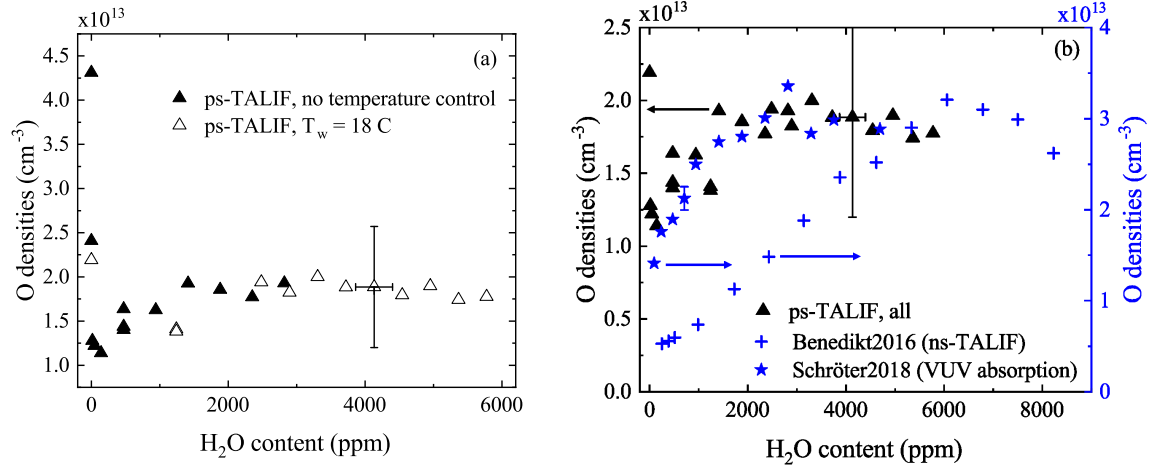 x10^13
(a)
ps-TALIF, no temperature control
ps-TALIF, T_w = 18 C
O densities (cm^-3)
4.5
4.0
3.5
3.0
2.5
2.0
1.5
1.0
0 2000 4000 6000
H2O content (ppm)
x10^13
x10^13
(b)
O densities (cm^-3)
2.5
2.0
1.5
1.0
0.5
0.0
4
3
2
1
0
O densities (cm^-3)
ps-TALIF, all
Benedikt2016 (ns-TALIF)
Schröter2018 (VUV absorption)
0 2000 4000 6000 8000
H2O content (ppm)